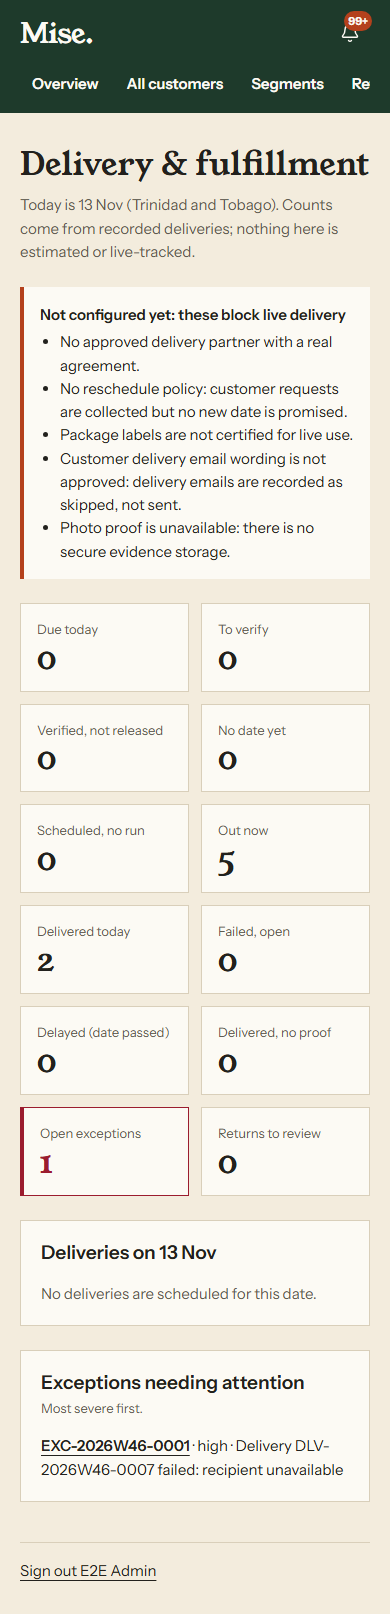 Mise.
99+
Overview All customers Segments Re
Delivery & fulfillment
Today is 13 Nov (Trinidad and Tobago). Counts
come from recorded deliveries; nothing here is
estimated or live-tracked.
Not configured yet: these block live delivery
• No approved delivery partner with a real
agreement.
• No reschedule policy: customer requests
are collected but no new date is promised.
• Package labels are not certified for live use.
• Customer delivery email wording is not
approved: delivery emails are recorded as
skipped, not sent.
• Photo proof is unavailable: there is no
secure evidence storage.
Due today
0
To verify
0
Verified, not released
0
No date yet
0
Scheduled, no run
0
Out now
5
Delivered today
2
Failed, open
0
Delayed (date passed)
0
Delivered, no proof
0
Open exceptions
1
Returns to review
0
Deliveries on 13 Nov
No deliveries are scheduled for this date.
Exceptions needing attention
Most severe first.
EXC-2026W46-0001 · high · Delivery DLV-
2026W46-0007 failed: recipient unavailable
Sign out E2E Admin